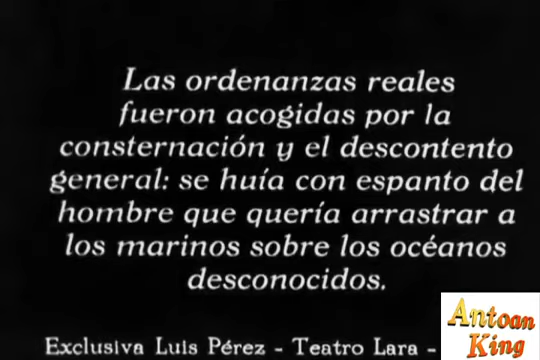 Las ordenanzas reales
fueron acogidas por la
consternación y el descontento
general: se huía con espanto del
hombre que quería arrastrar a
los marinos sobre los océanos
desconocidos.
Exclusiva Luis Pérez - Teatro Lara -
Antoan
King